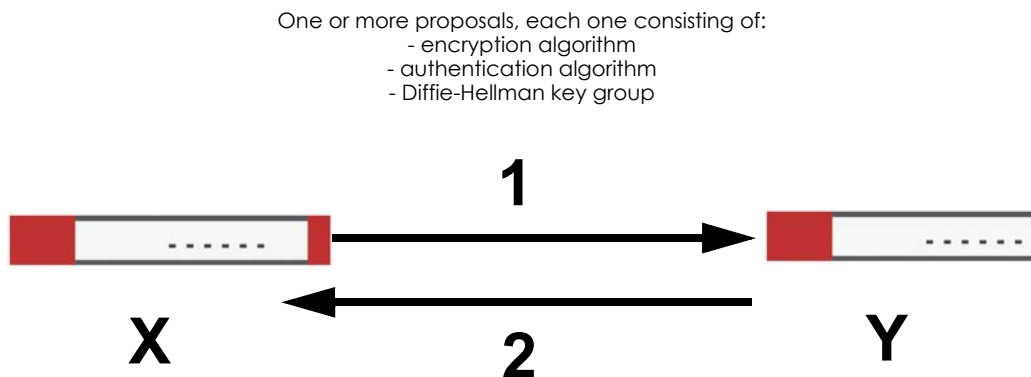 One or more proposals, each one consisting of:
- encryption algorithm
- authentication algorithm
- Diffie-Hellman key group
1
X
Y
2